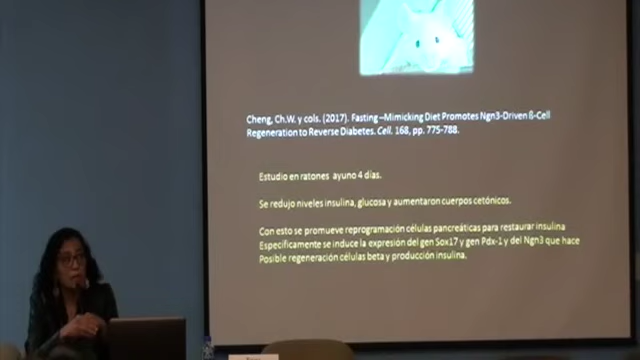 Cheng, Ch.W. y cols. (2017). Fasting –Mimicking Diet Promotes Ngn3-Driven ß-Cell
Regeneration to Reverse Diabetes. Cell. 168, pp. 775-788.
Estudio en ratones ayuno 4 días.
Se redujo niveles insulina, glucosa y aumentaron cuerpos cetónicos.
Con esto se promueve reprogramación células pancreáticas para restaurar insulina
Específicamente se induce la expresión del gen Sox17 y gen Pdx-1 y del Ngn3 que hace
Posible regeneración células beta y producción insulina.